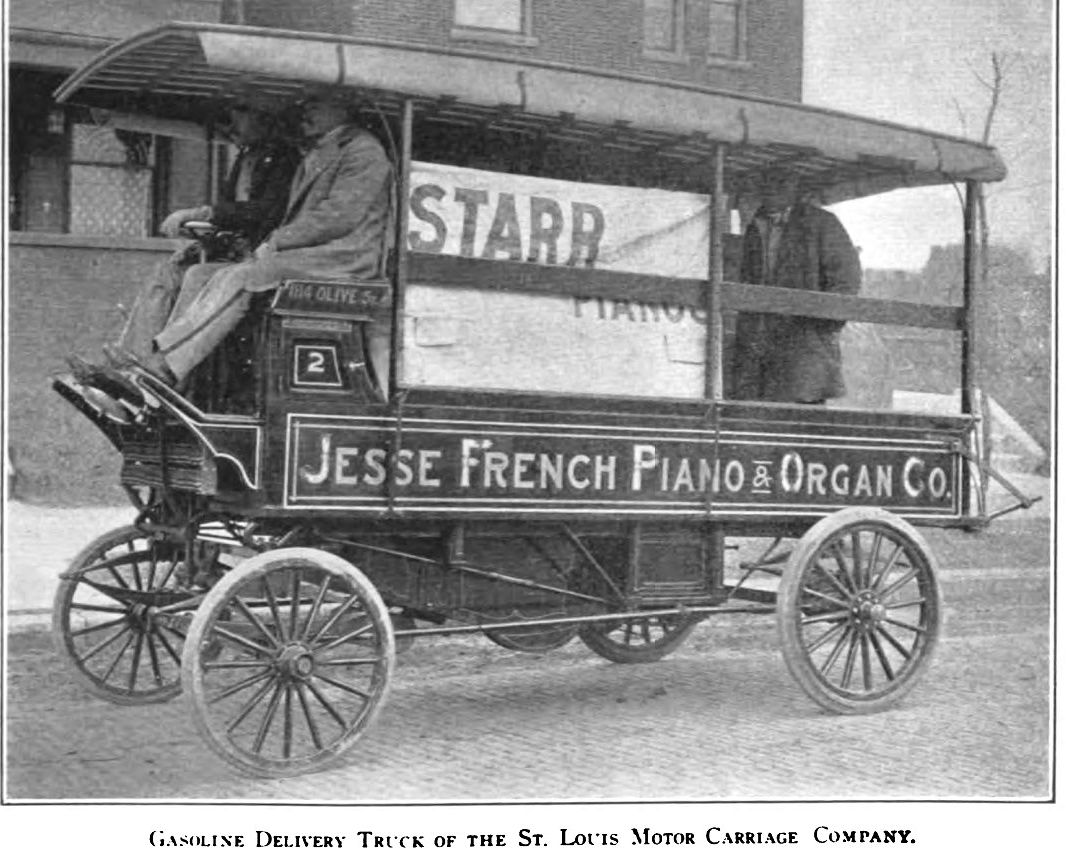 STARR
PIANOS
1114 OLIVE ST
2
JESSE FRENCH PIANO & ORGAN CO.
GASOLINE DELIVERY TRUCK OF THE ST. LOUIS MOTOR CARRIAGE COMPANY.